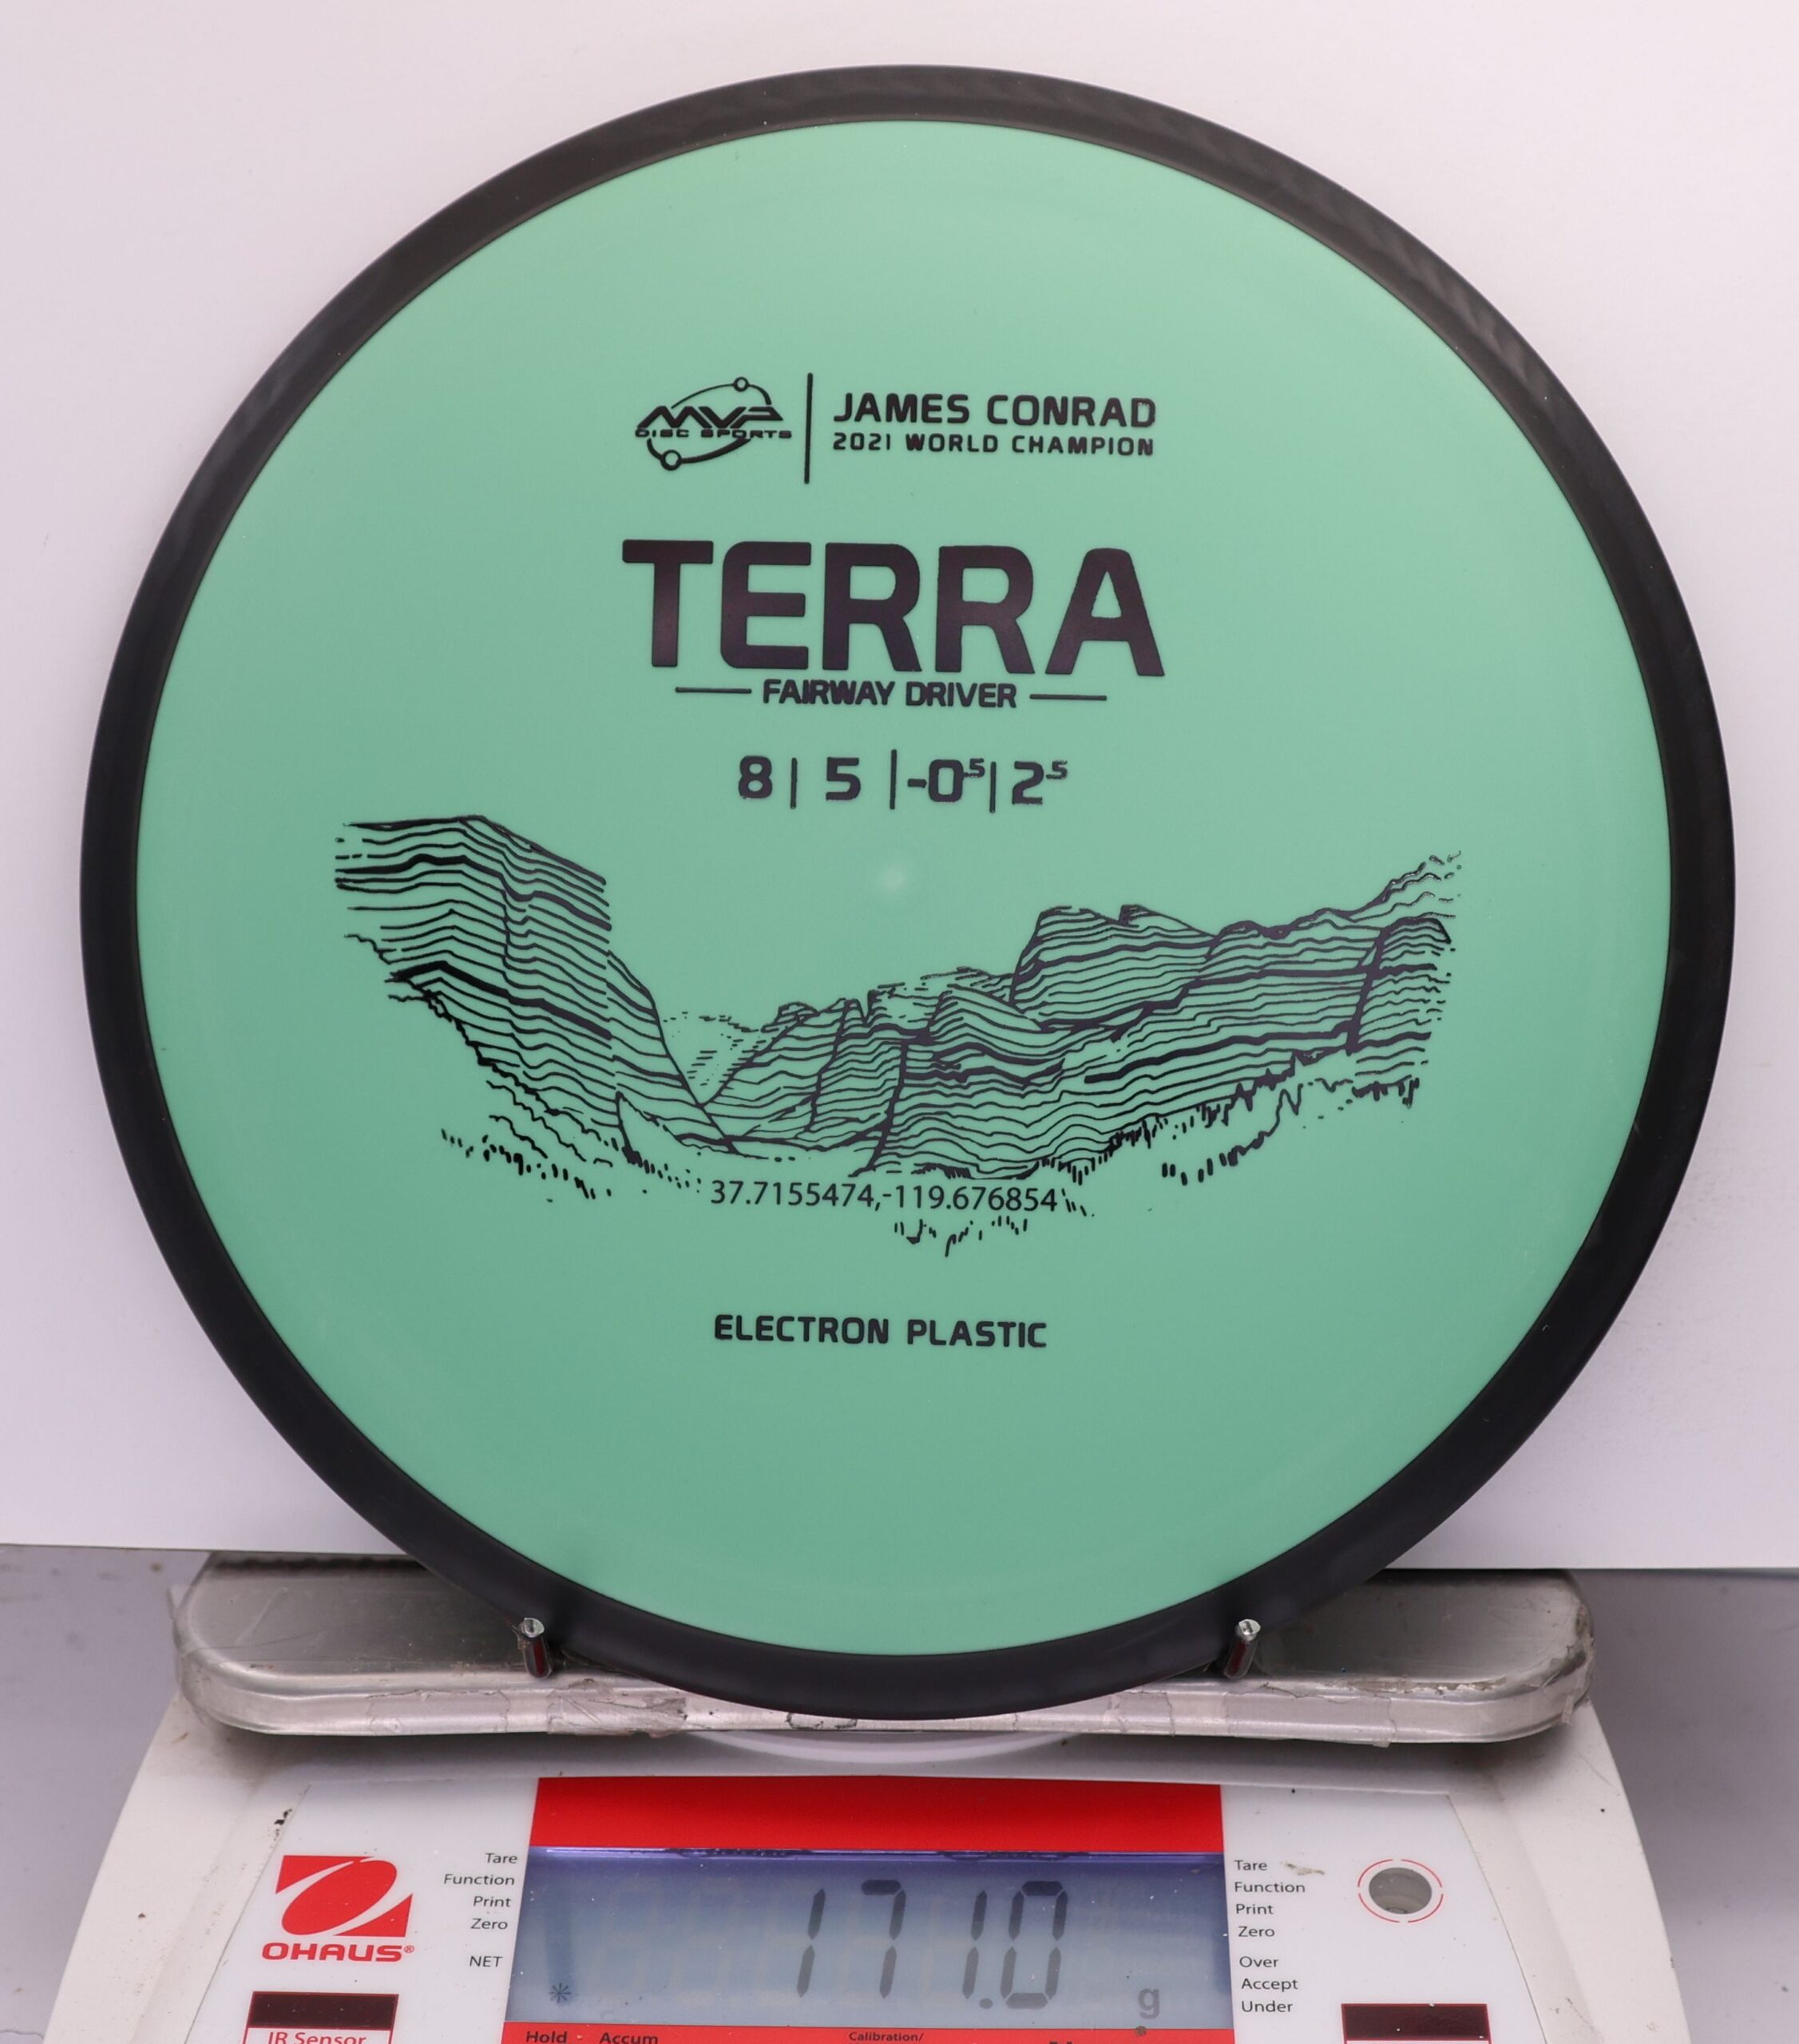 MVP
DISC SPORTS
JAMES CONRAD
2021 WORLD CHAMPION
TERRA
FAIRWAY DRIVER
8 | 5 | -0⁵ | 2⁵
37.7155474,-119.676854
ELECTRON PLASTIC
OHAUS®
Tare
Function
Print
Zero
NET
171.0 g
*
Tare
Function
Print
Zero
Over
Accept
Under
IR Sensor
Hold
Accum
Calibration/